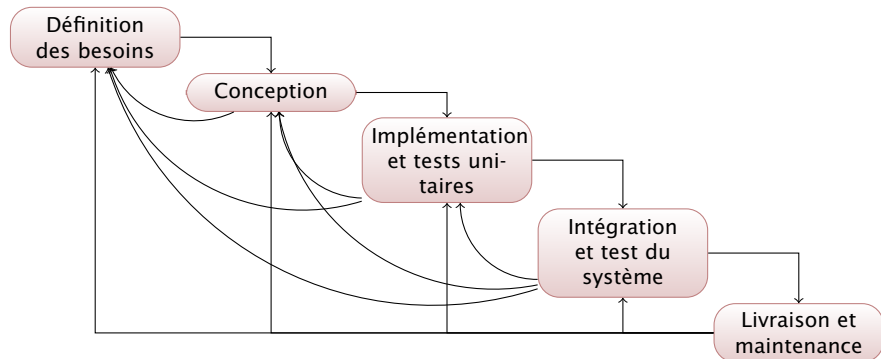 Définition
des besoins
Conception
Implémentation
et tests uni-
taires
Intégration
et test du
système
Livraison et
maintenance